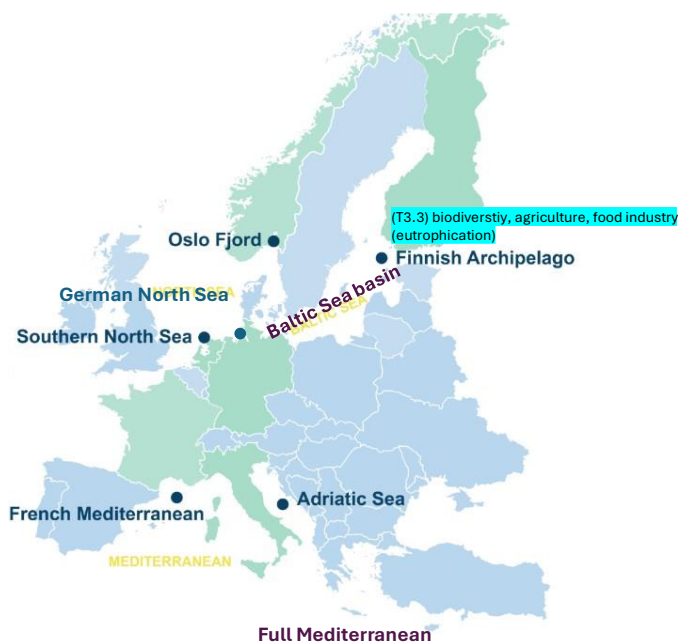 (T3.3) biodiverstiy, agriculture, food industry
(eutrophication)
Oslo Fjord
Finnish Archipelago
NORTH SEA
German North Sea
Baltic Sea basin
BALTIC SEA
Southern North Sea
Adriatic Sea
French Mediterranean
MEDITERRANEAN
Full Mediterranean